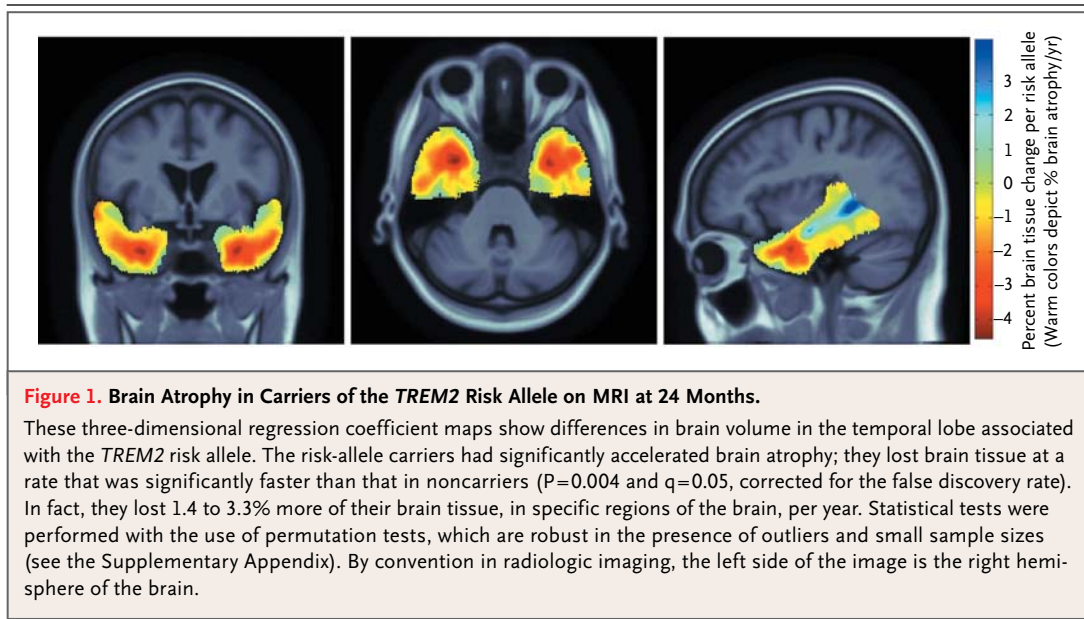 3
2
1
0
–1
–2
–3
–4
Percent brain tissue change per risk allele
(Warm colors depict % brain atrophy/yr)
Figure 1. Brain Atrophy in Carriers of the TREM2 Risk Allele on MRI at 24 Months.
These three-dimensional regression coefficient maps show differences in brain volume in the temporal lobe associated
with the TREM2 risk allele. The risk-allele carriers had significantly accelerated brain atrophy; they lost brain tissue at a
rate that was significantly faster than that in noncarriers (P=0.004 and q=0.05, corrected for the false discovery rate).
In fact, they lost 1.4 to 3.3% more of their brain tissue, in specific regions of the brain, per year. Statistical tests were
performed with the use of permutation tests, which are robust in the presence of outliers and small sample sizes
(see the Supplementary Appendix). By convention in radiologic imaging, the left side of the image is the right hemi-
sphere of the brain.